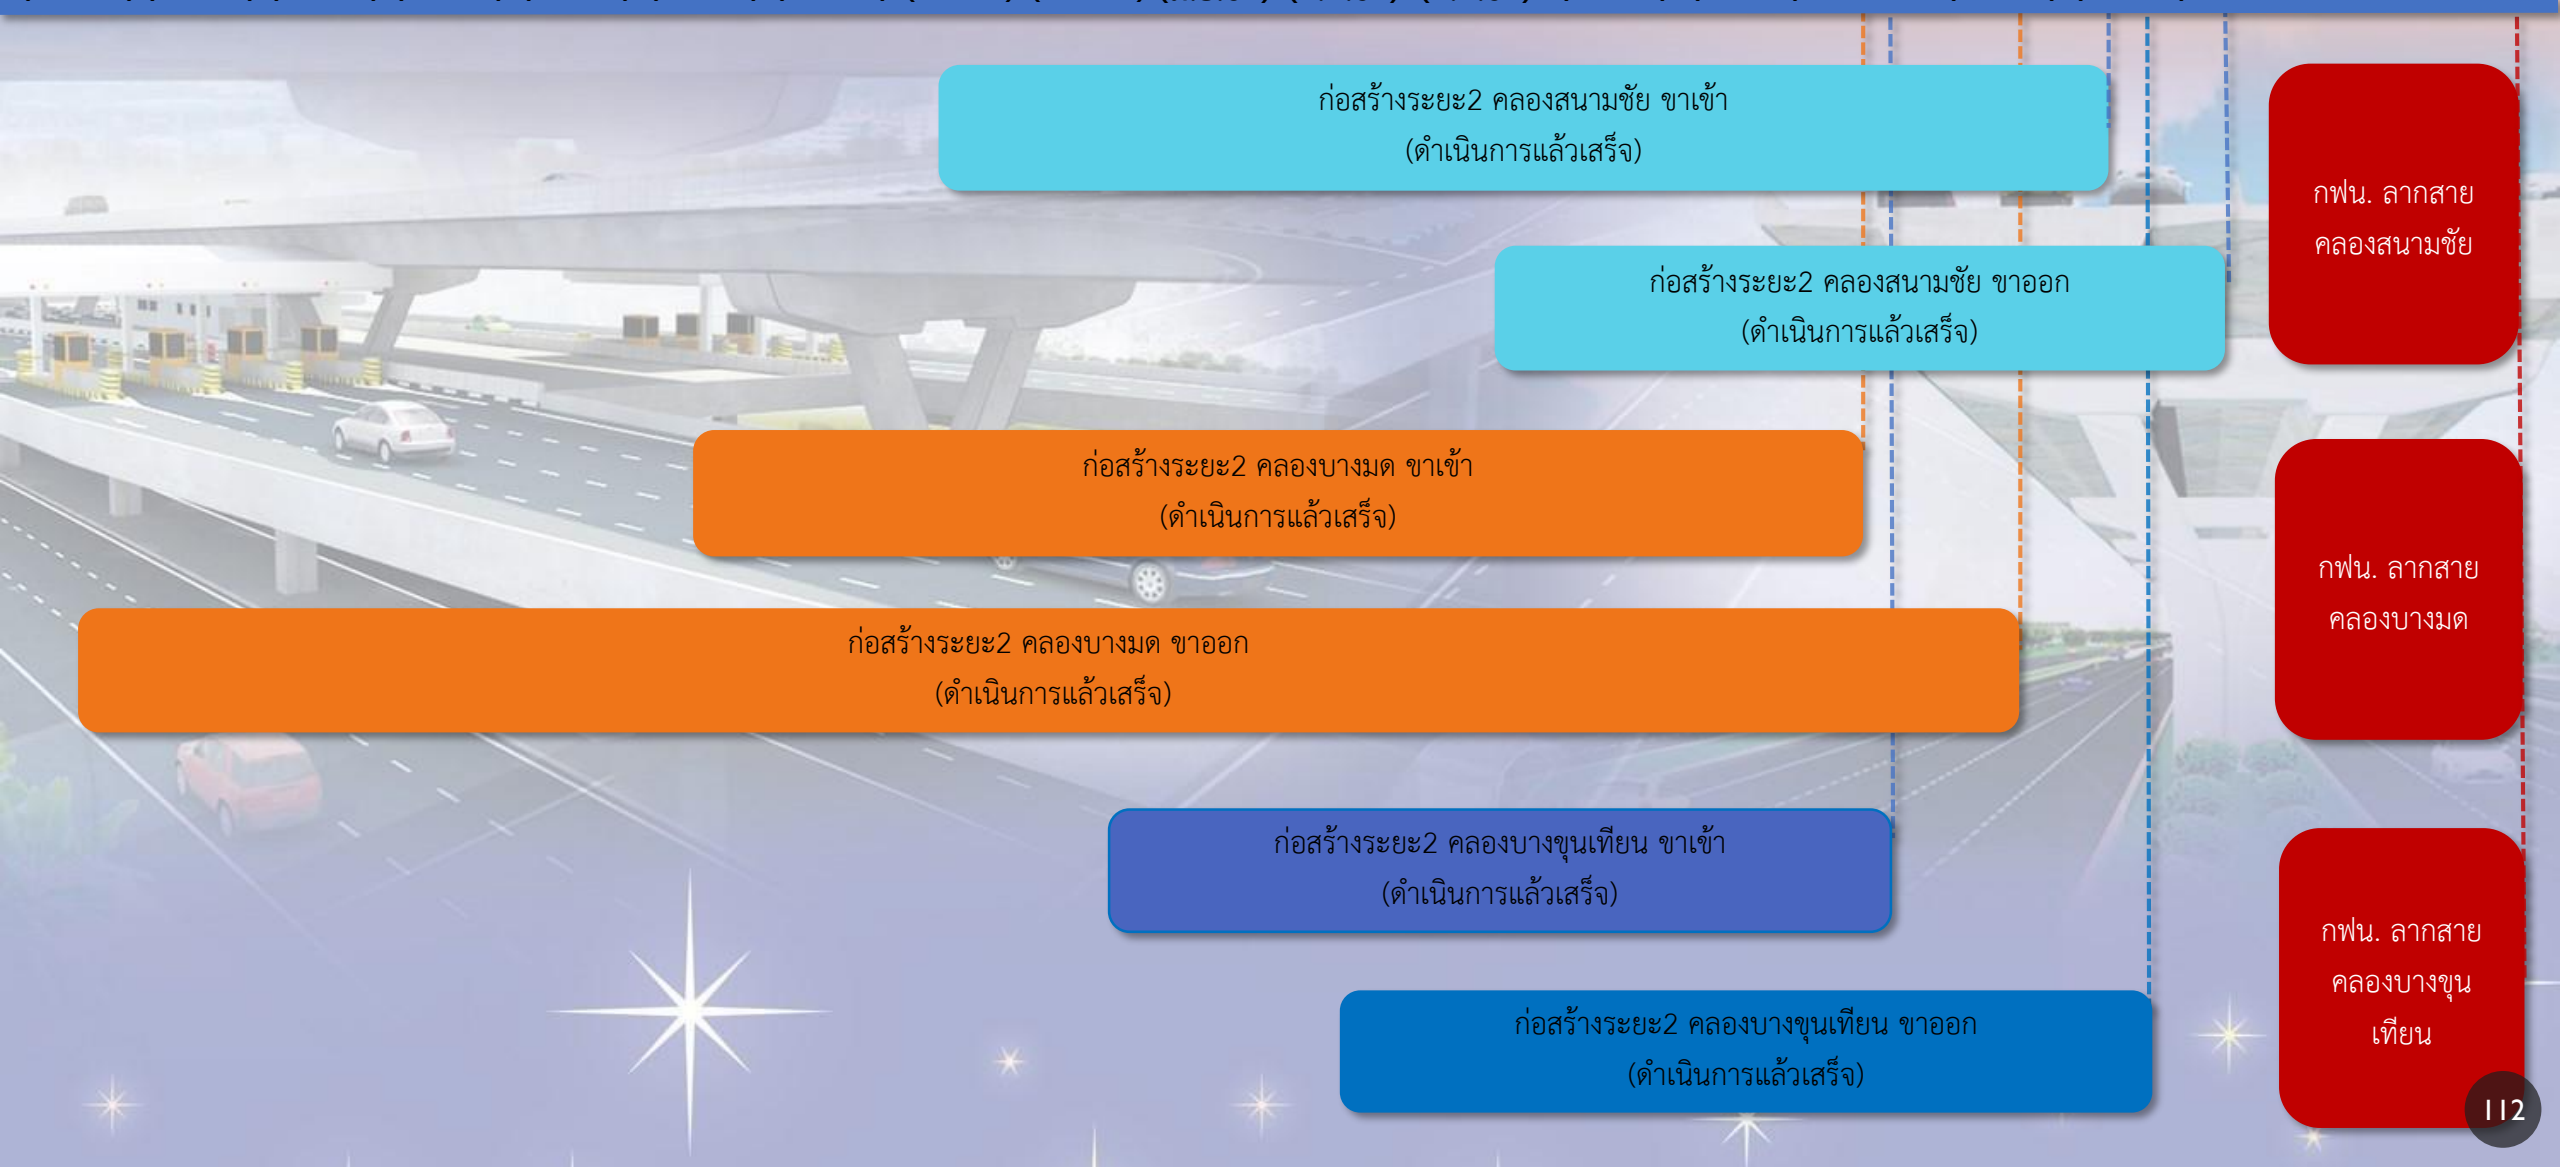 ก่อสร้างระยะ2 คลองสนามชัย ขาเข้า
(ดำเนินการแล้วเสร็จ)
กฟน. ลากสาย
คลองสนามชัย
ก่อสร้างระยะ2 คลองสนามชัย ขาออก
(ดำเนินการแล้วเสร็จ)
ก่อสร้างระยะ2 คลองบางมด ขาเข้า
(ดำเนินการแล้วเสร็จ)
กฟน. ลากสาย
คลองบางมด
ก่อสร้างระยะ2 คลองบางมด ขาออก
(ดำเนินการแล้วเสร็จ)
ก่อสร้างระยะ2 คลองบางขุนเทียน ขาเข้า
(ดำเนินการแล้วเสร็จ)
กฟน. ลากสาย
คลองบางขุน
เทียน
ก่อสร้างระยะ2 คลองบางขุนเทียน ขาออก
(ดำเนินการแล้วเสร็จ)
112